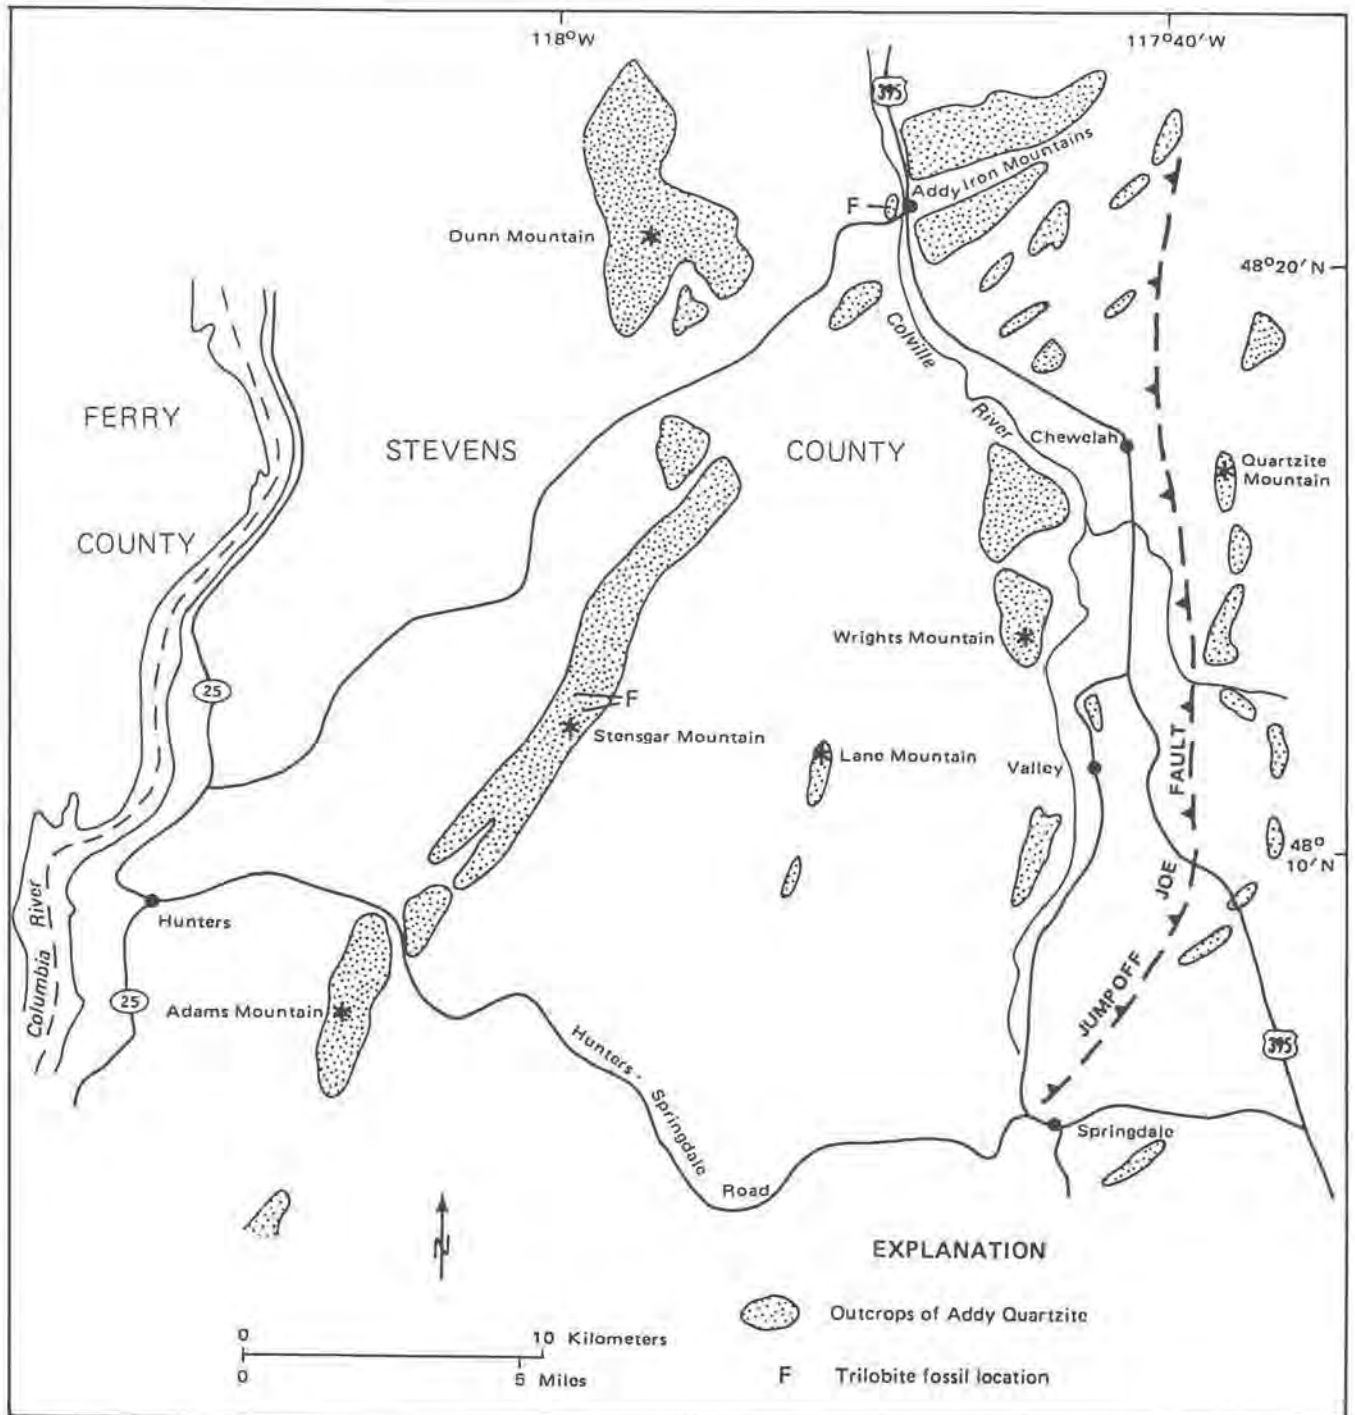 118°W
117°40'W
395
Addy
Iron Mountains
F
Dunn Mountain
48°20'N
Colville
River
FERRY
COUNTY
STEVENS
COUNTY
Chewelah
Quartzite
Mountain
Wrights Mountain
25
F
Stensgar Mountain
Lane Mountain
Valley
FAULT
JOE
JUMPOFF
48°
10'N
Columbia River
Hunters
25
Adams Mountain
Hunters - Springdale
Road
395
Springdale
N
EXPLANATION
Outcrops of Addy Quartzite
F Trilobite fossil location
0 10 Kilometers
0 5 Miles